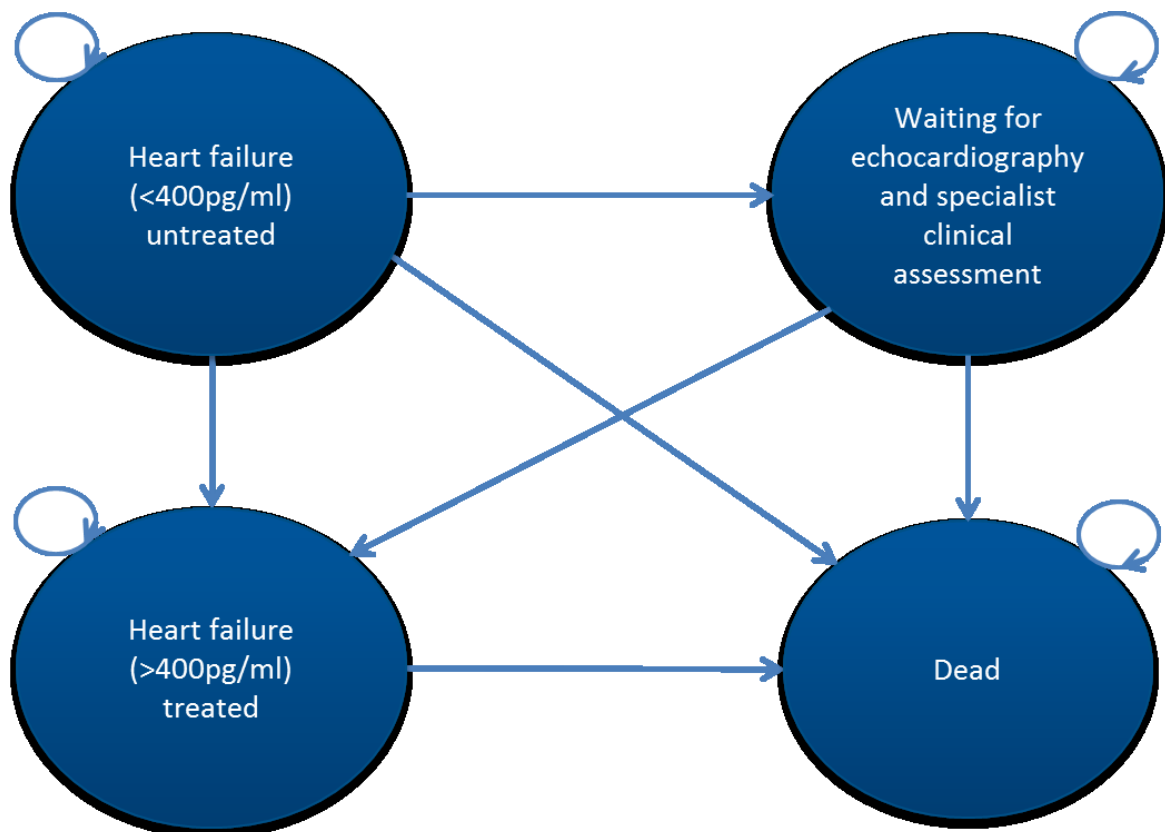 Heart failure
(<400pg/ml)
untreated
Waiting for
echocardiography
and specialist
clinical
assessment
Heart failure
(>400pg/ml)
treated
Dead